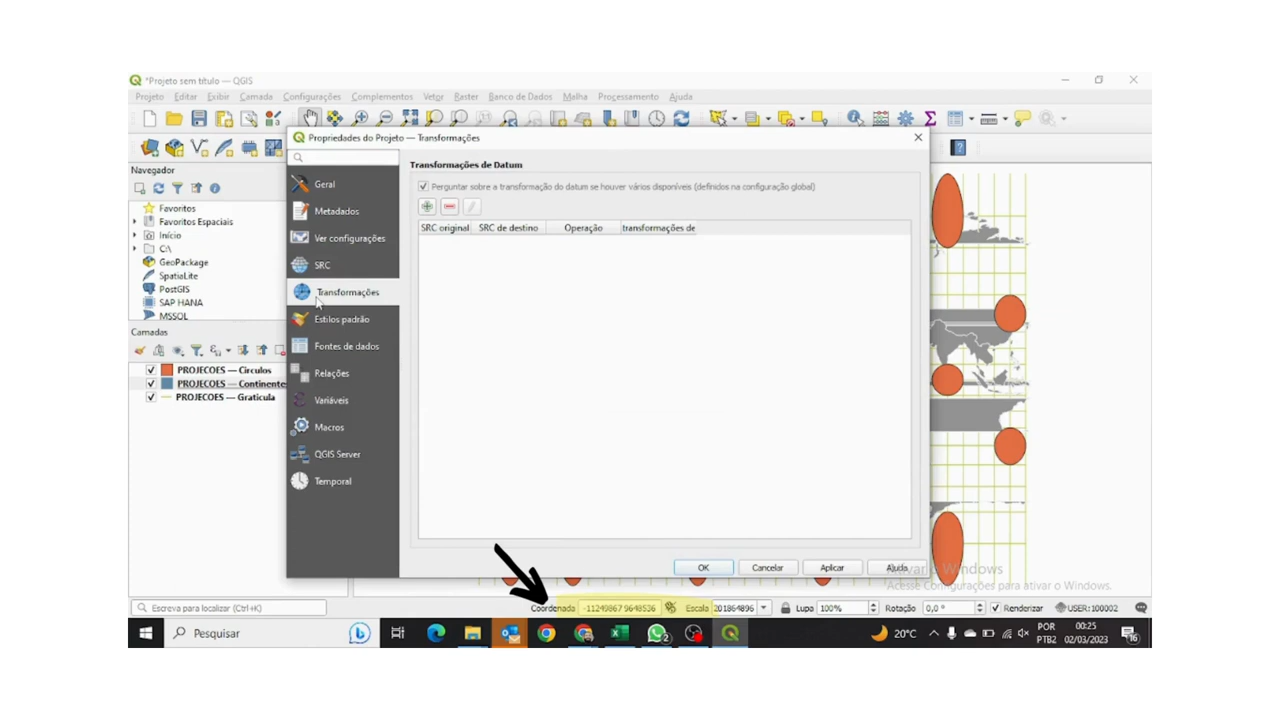 *Projeto sem título — QGIS
Projeto Editar Exibir Camada Configurações Complementos Vetor Raster Banco de Dados Malha Processamento Ajuda
Propriedades do Projeto — Transformações
Navegador
Favoritos
Favoritos Espaciais
Início
C:\
GeoPackage
SpatiaLite
PostGIS
SAP HANA
MSSQL
Camadas
PROJECOES — Circulos
PROJECOES — Continente
PROJECOES — Graticula
Geral
Metadados
Ver configurações
SRC
Transformações
Estilos padrão
Fontes de dados
Relações
Variáveis
Macros
QGIS Server
Temporal
Transformações de Datum
Perguntar sobre a transformação do datum se houver vários disponíveis (definidos na configuração global)
SRC original SRC de destino Operação transformações de
OK Cancelar Aplicar Ajuda
Ativar o Windows
Acesse Configurações para ativar o Windows.
Escreva para localizar (Ctrl+K) Coordenada -11249867 9648536 Escala 201864896 Lupa 100% Rotação 0,0 ° Renderizar USER:100002
Pesquisar 2 20°C POR 00:25
PTB2 02/03/2023 16